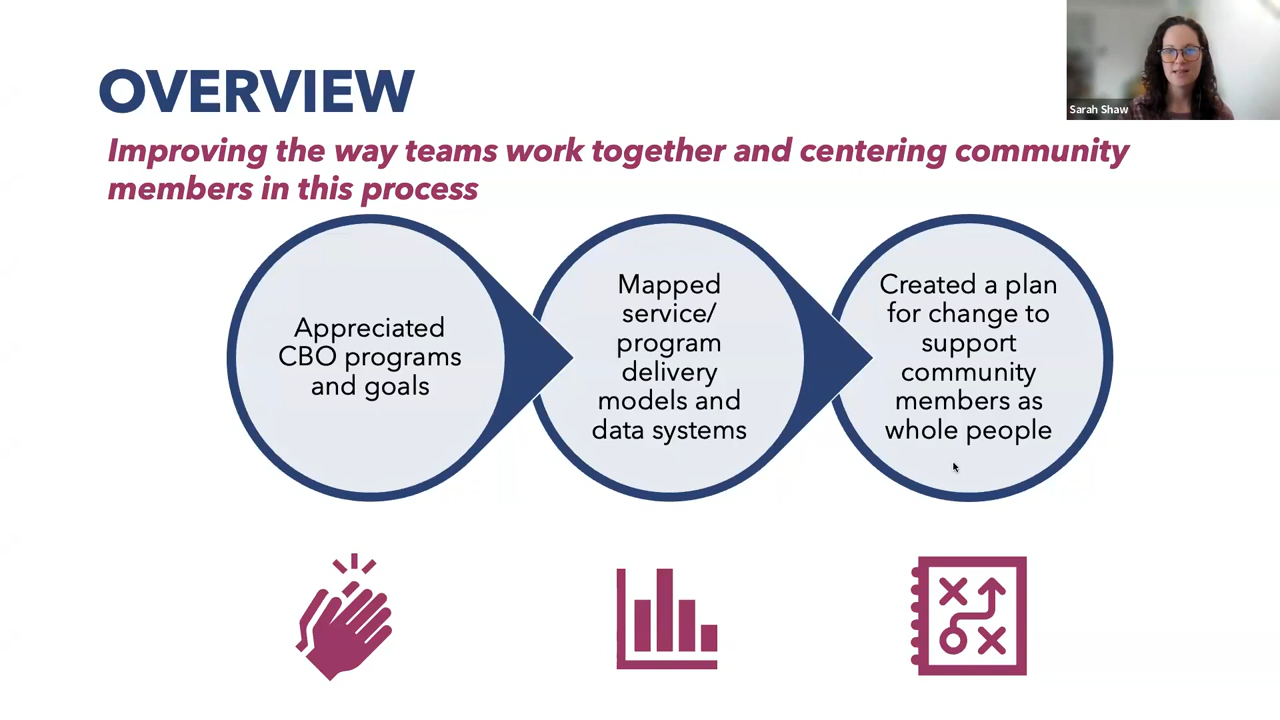 OVERVIEW
Improving the way teams work together and centering community
members in this process
Appreciated
CBO programs
and goals
Mapped
service/
program
delivery
models and
data systems
Created a plan
for change to
support
community
members as
whole people
Sarah Shaw